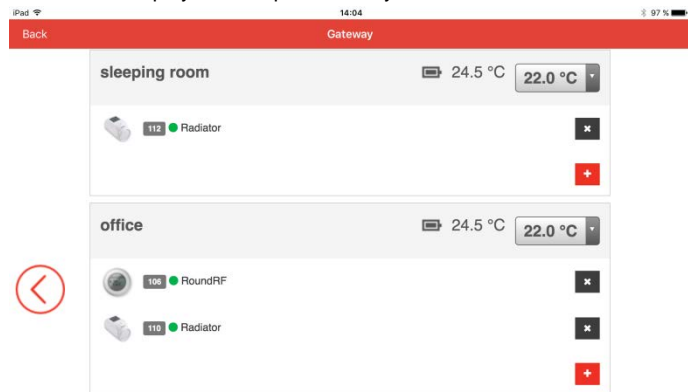 iPad 14:04 97 %
Back Gateway
sleeping room 24.5 °C 22.0 °C
112 Radiator
office 24.5 °C 22.0 °C
106 RoundRF
110 Radiator